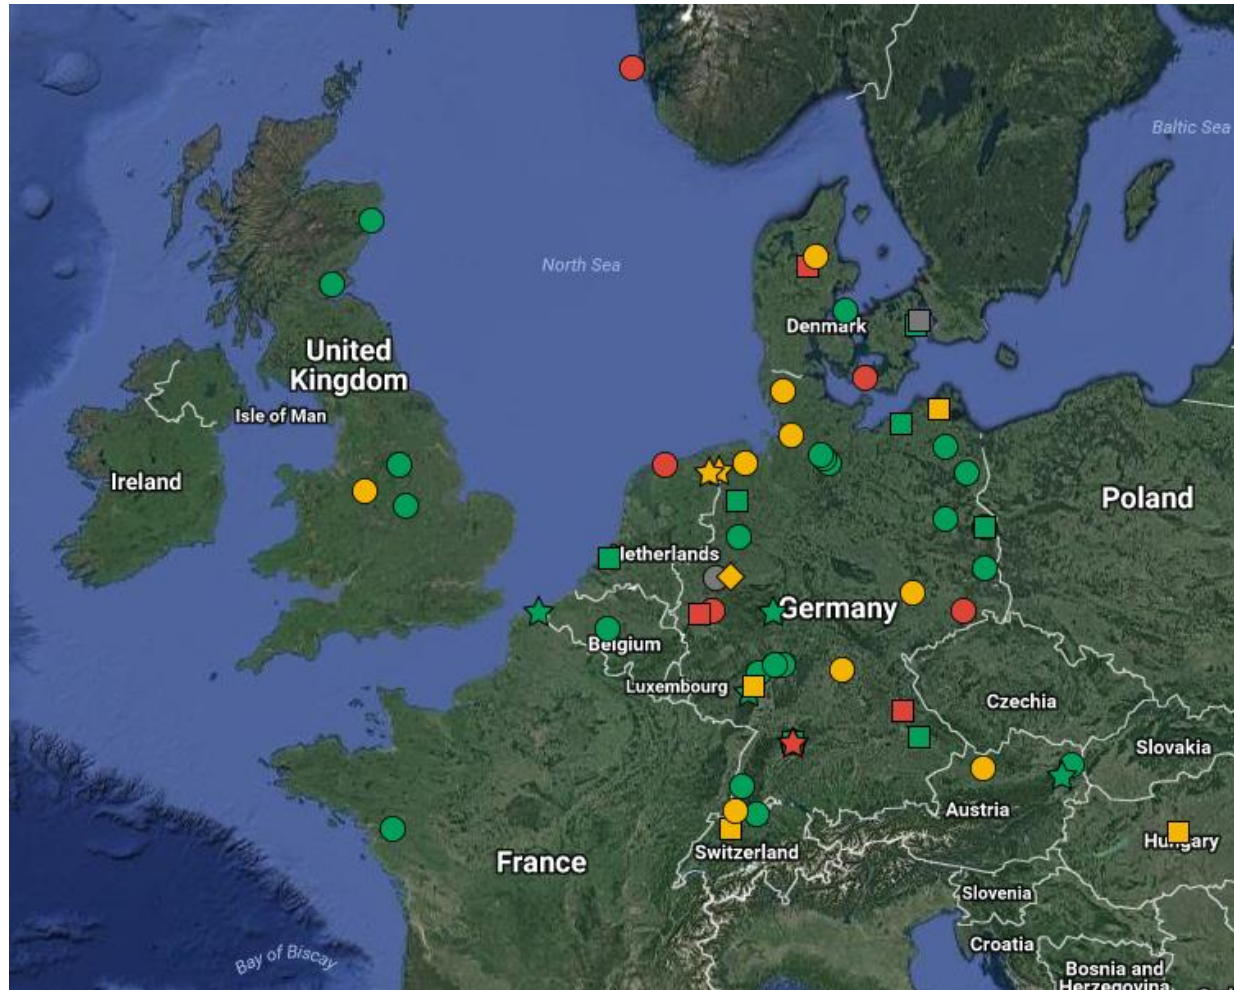 Baltic Sea
North Sea
Denmark
United
Kingdom
Isle of Man
Ireland
Poland
Netherlands
Germany
Belgium
Luxembourg
Czechia
Slovakia
Austria
Hungary
Switzerland
France
Slovenia
Croatia
Bay of Biscay
Bosnia and
Herzegovina